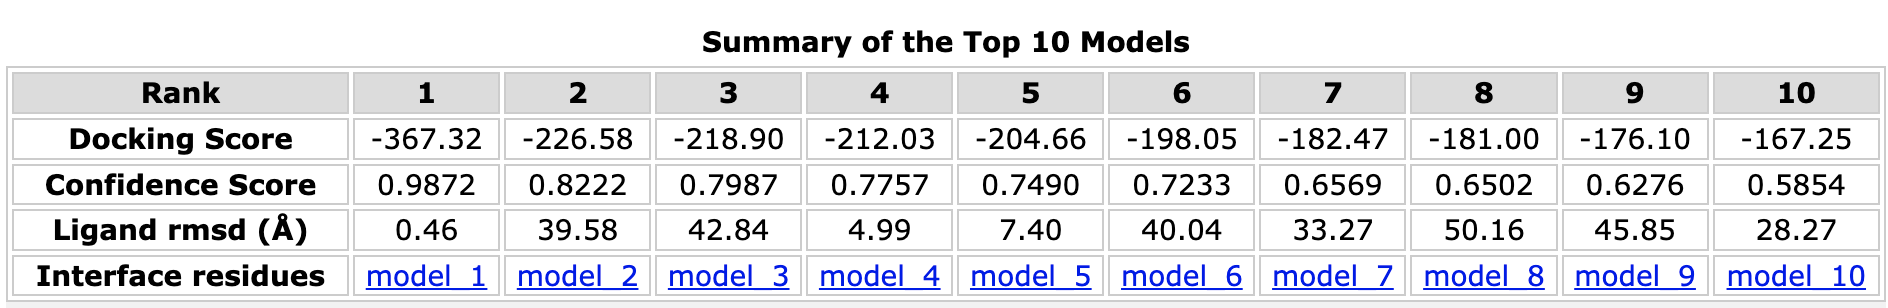 Summary of the Top 10 Models
Rank 1 2 3 4 5 6 7 8 9 10
Docking Score -367.32 -226.58 -218.90 -212.03 -204.66 -198.05 -182.47 -181.00 -176.10 -167.25
Confidence Score 0.9872 0.8222 0.7987 0.7757 0.7490 0.7233 0.6569 0.6502 0.6276 0.5854
Ligand rmsd (Å) 0.46 39.58 42.84 4.99 7.40 40.04 33.27 50.16 45.85 28.27
Interface residues model_1 model_2 model_3 model_4 model_5 model_6 model_7 model_8 model_9 model_10